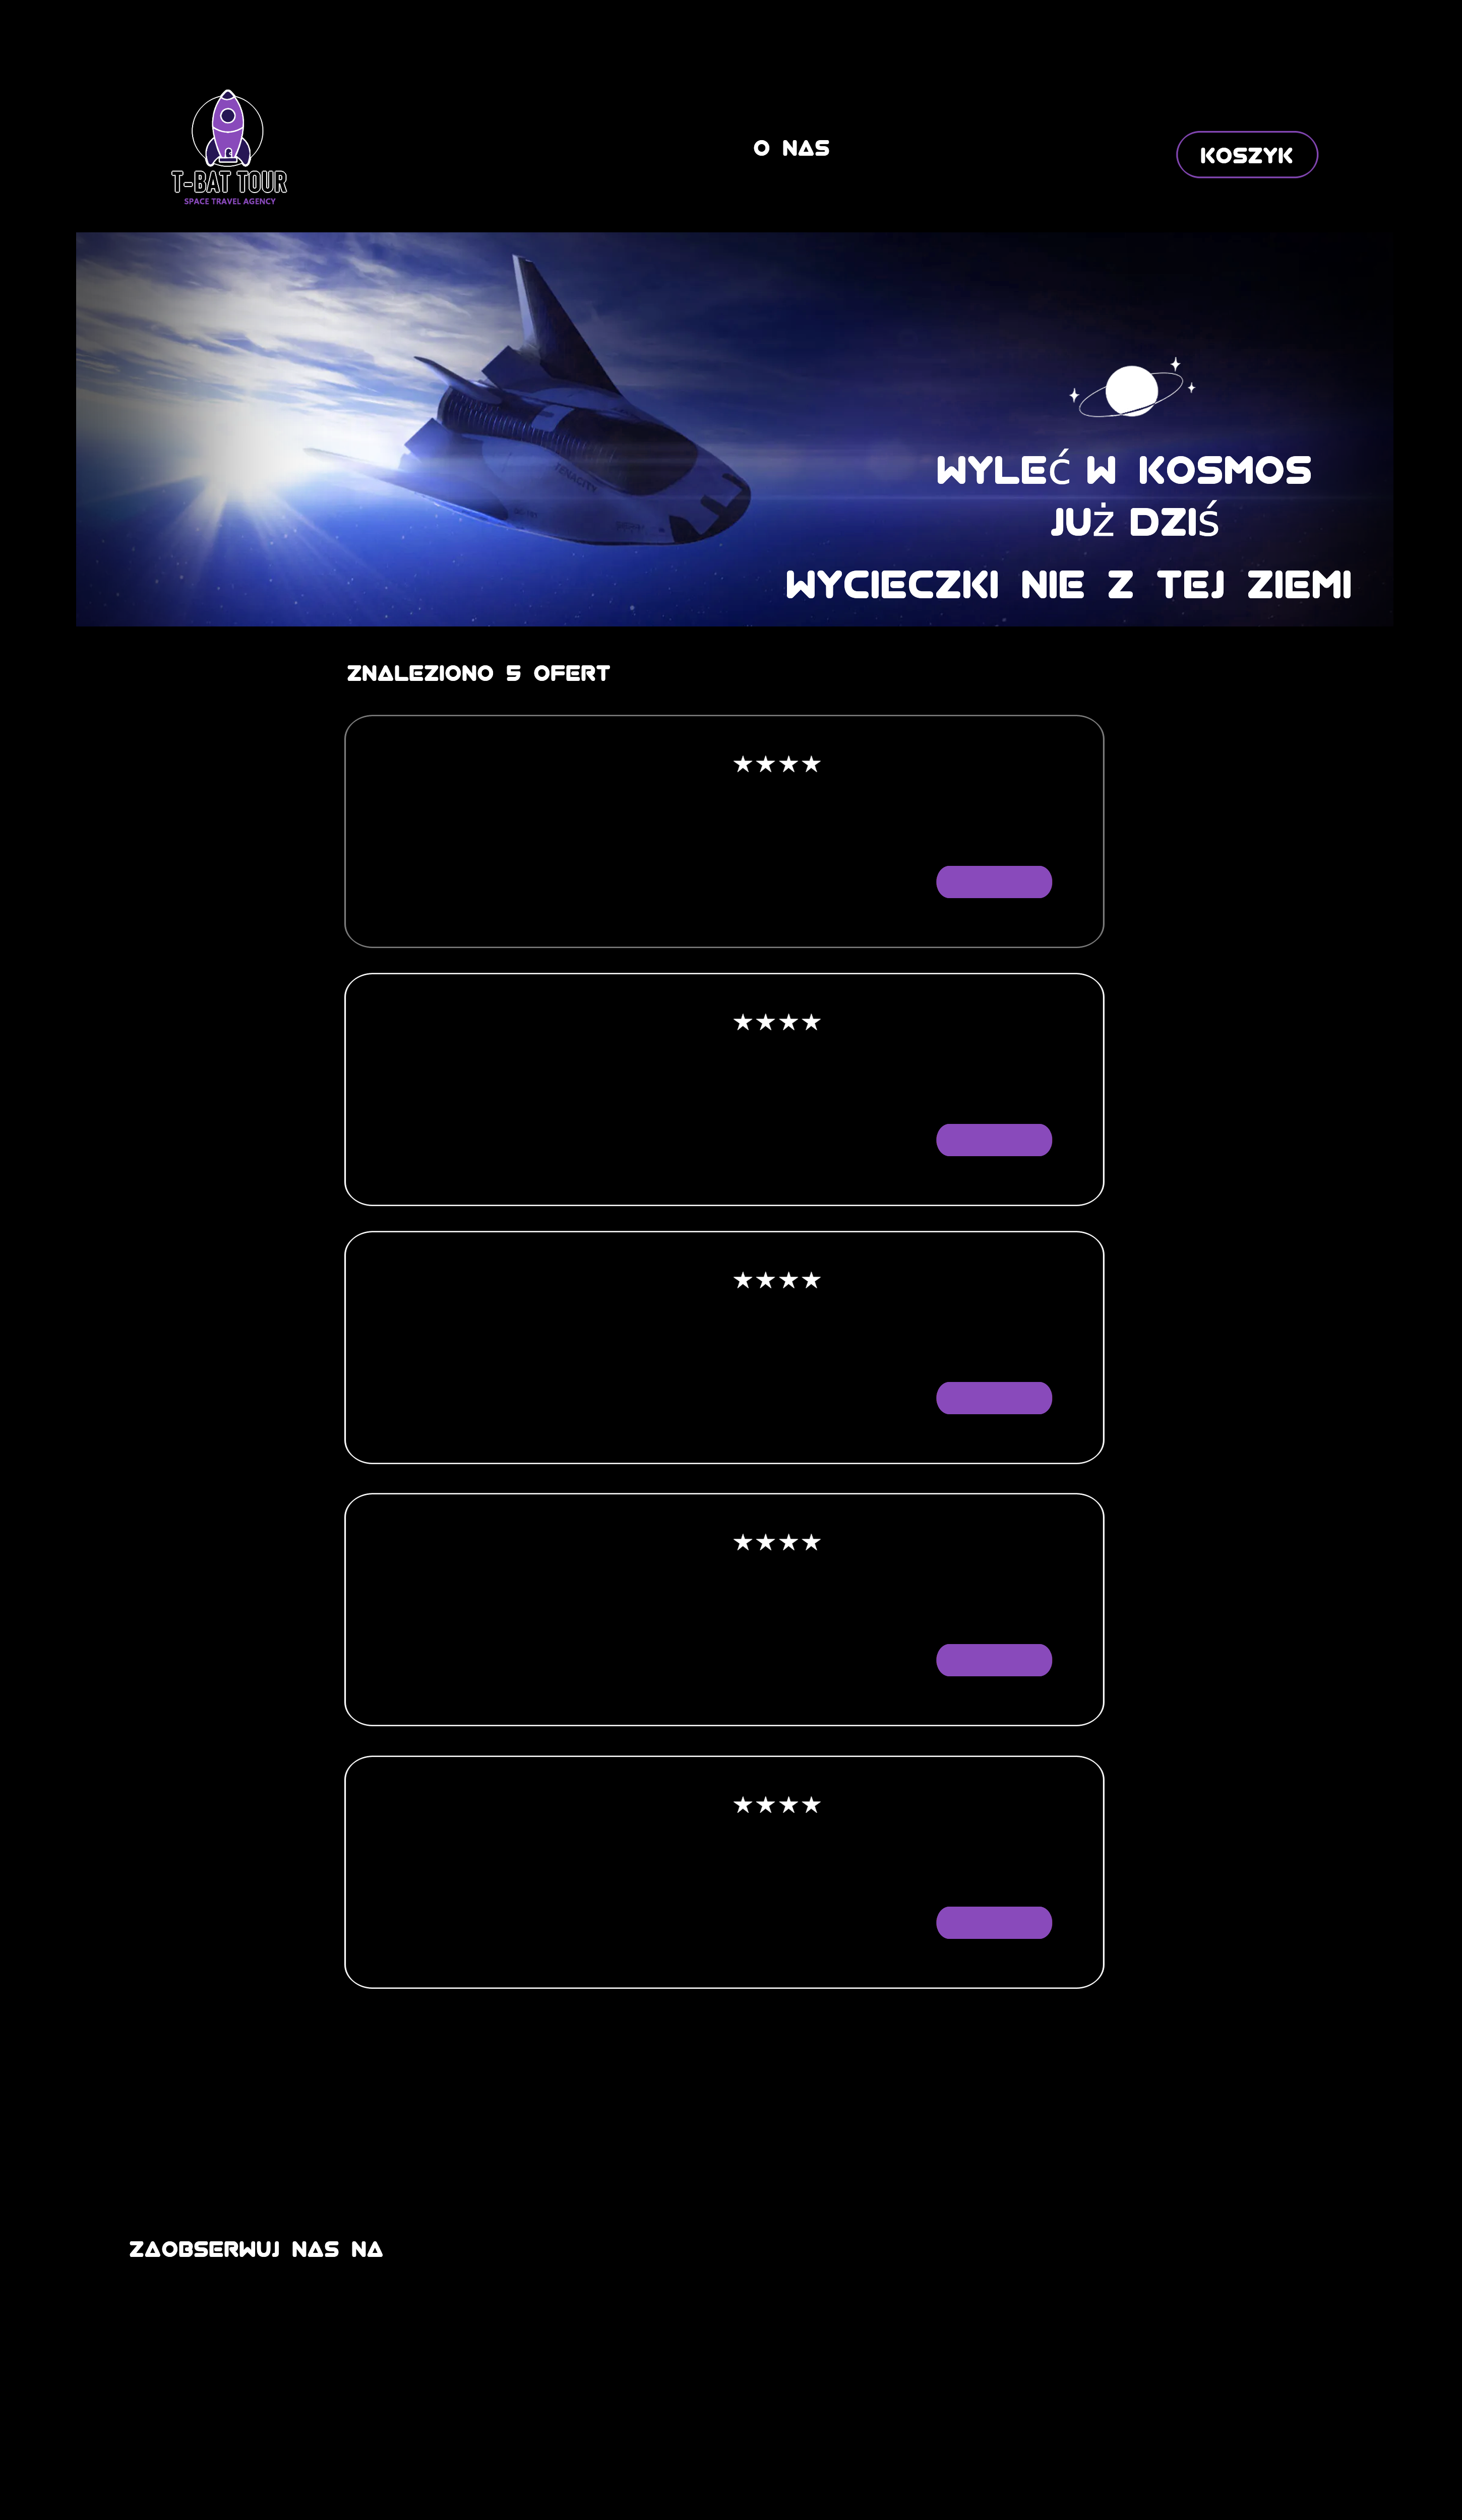 T-BAT TOUR
SPACE TRAVEL AGENCY
O NAS
KOSZYK
TENACITY
WYLEć W KOSMOS
JUż DZIś
WYCIECZKI NIE Z TEJ ZIEMI
ZNALEZIONO 5 OFERT
★★★★
★★★★
★★★★
★★★★
★★★★
ZAOBSERWUJ NAS NA